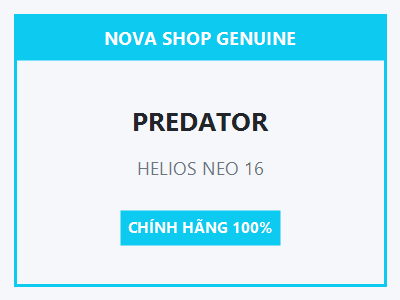 NOVA SHOP GENUINE
PREDATOR
HELIOS NEO 16
CHÍNH HÃNG 100%